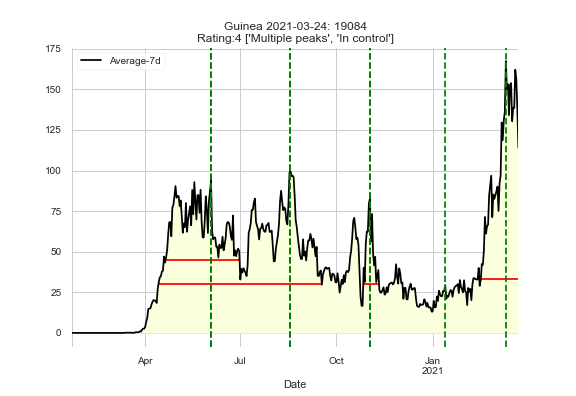 Guinea 2021-03-24: 19084
Rating:4 ['Multiple peaks', 'In control']
175
Average-7d
150
125
100
75
50
25
0
Apr
Jul
Oct
Jan
2021
Date